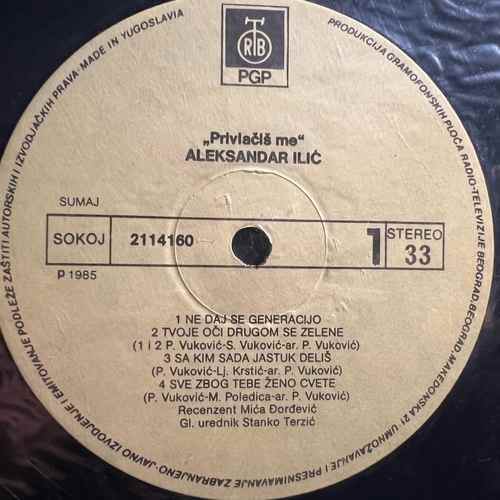 PRODUKCIJA GRAMOFONSKIH PLOČA RADIO-TELEVIZIJE BEOGRAD, BEOGRAD, MAKEDONSKA 21 UMNOŽAVANJE I PRESNIMAVANJE ZABRANJENO. JAVNO IZVODJENJE I EMITOVANJE PODLEŽE ZAŠTITI AUTORSKIH I IZVODJAČKIH PRAVA · MADE IN YUGOSLAVIA
RTB
PGP
„Privlačiš me"
ALEKSANDAR ILIĆ
SUMAJ
SOKOJ 2114160 1 STEREO
33
P 1985
1 NE DAJ SE GENERACIJO
2 TVOJE OČI DRUGOM SE ZELENE
(1 i 2 P. Vuković-S. Vuković-ar. P. Vuković)
3 SA KIM SADA JASTUK DELIŠ
(P. Vuković-Lj. Krstić-ar. P. Vuković)
4 SVE ZBOG TEBE ŽENO CVETE
(P. Vuković-M. Poledica-ar. P. Vuković)
Recenzent Mića Đorđević
Gl. urednik Stanko Terzić